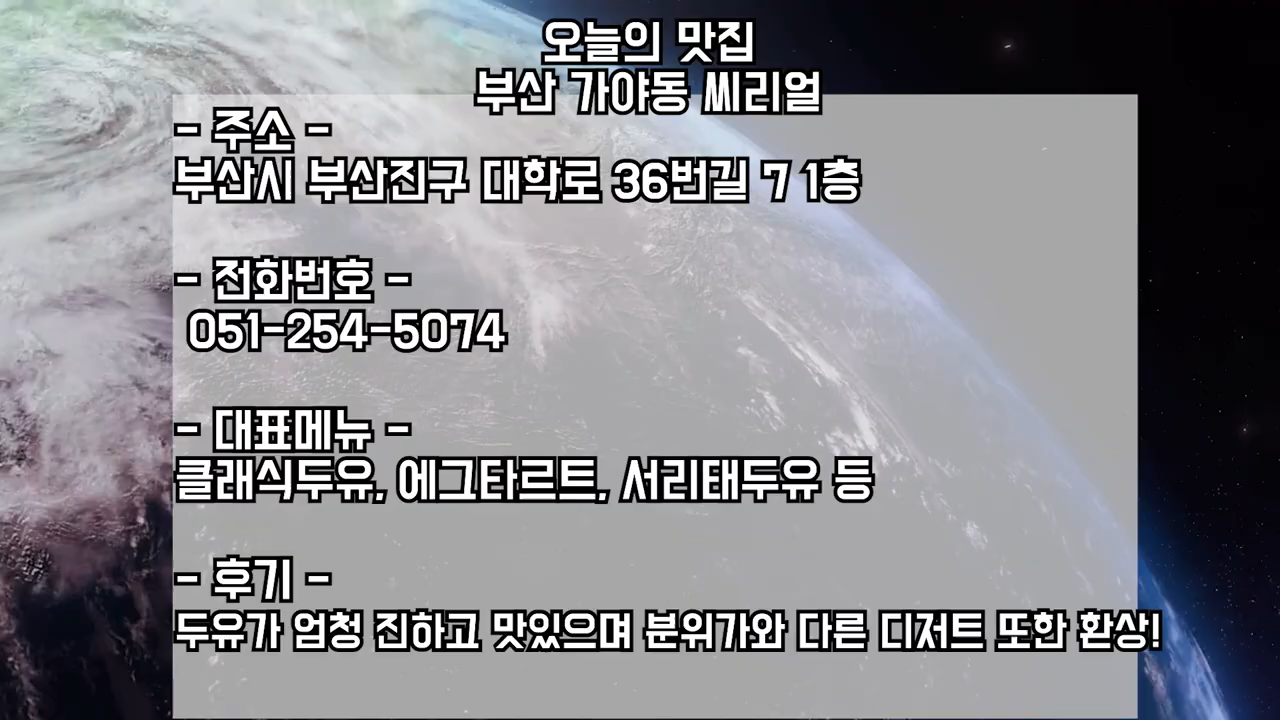 오늘의 맛집
부산 가야동 씨리얼
- 주소 -
부산시 부산진구 대학로 36번길 7 1층
- 전화번호 -
051-254-5074
- 대표메뉴 -
클래식두유, 에그타르트, 서리태두유 등
- 후기 -
두유가 엄청 진하고 맛있으며 분위가와 다른 디저트 또한 환상!